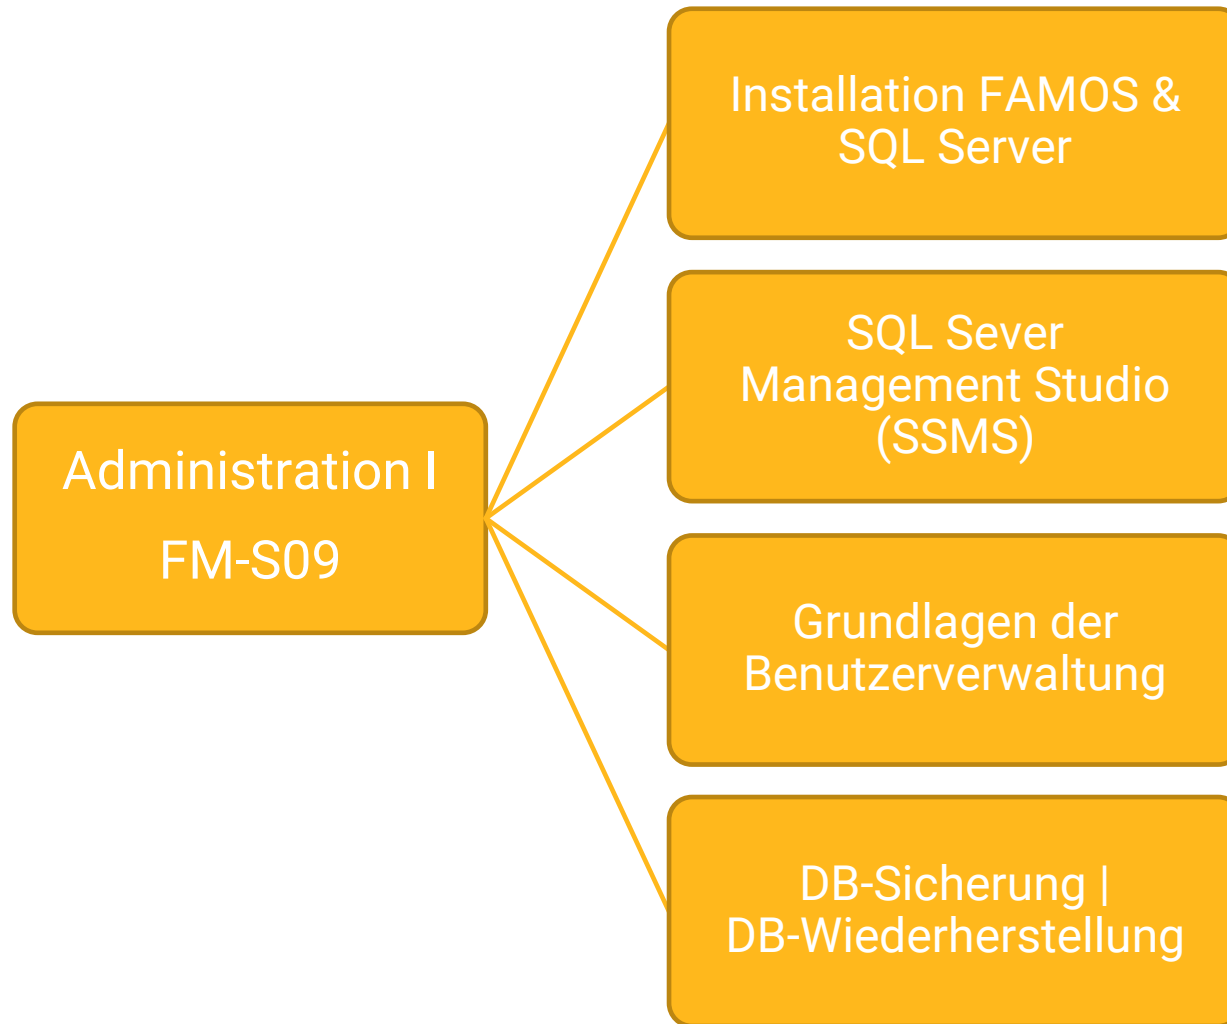 Administration I
FM-S09
Installation FAMOS &
SQL Server
SQL Sever
Management Studio
(SSMS)
Grundlagen der
Benutzerverwaltung
DB-Sicherung |
DB-Wiederherstellung